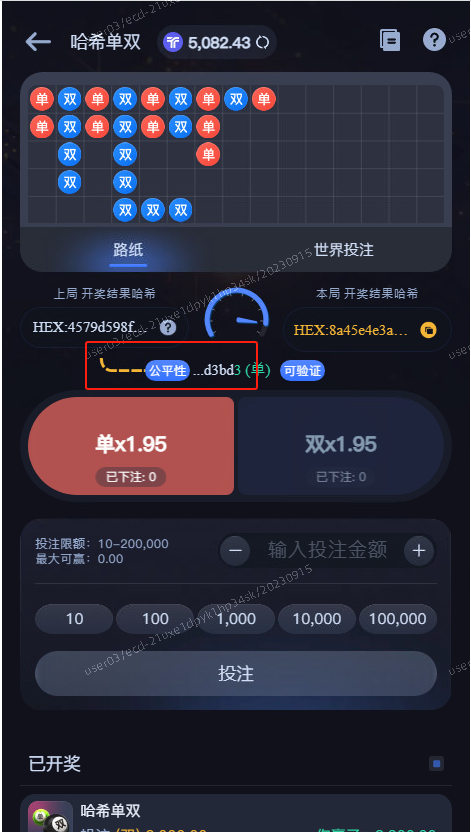 哈希单双
5,082.43
单 双 单 双 单 双 单 双 单
单 双 单 双 单 双 单
双 双 单
双 双
双 双 双
路纸 世界投注
上局 开奖结果哈希 本局 开奖结果哈希
HEX:4579d598f... HEX:8a45e4e3a...
公平性 ...d3bd3 (单) 可验证
单x1.95 双x1.95
已下注: 0 已下注: 0
投注限额: 10-200,000
最大可赢: 0.00
输入投注金额
10 100 1,000 10,000 100,000
投注
已开奖
哈希单双